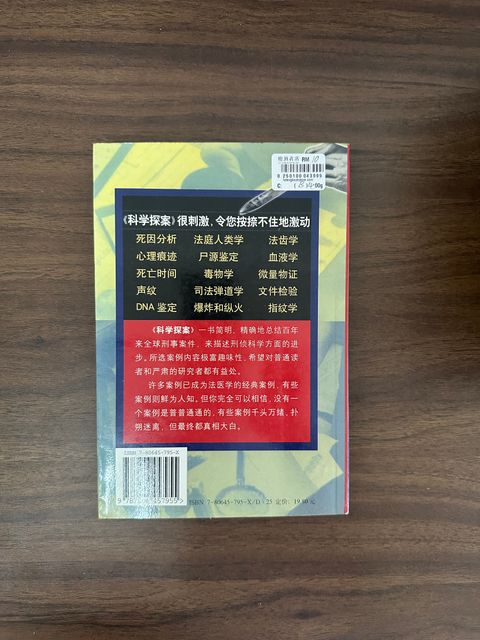 RM 10
《科学探案》很刺激，令您按捺不住地激动
死因分析 法庭人类学 法齿学
心理痕迹 尸源鉴定 血液学
死亡时间 毒物学 微量物证
声纹 司法弹道学 文件检验
DNA 鉴定 爆炸和纵火 指纹学
《科学探案》一书简明，精确地总结百年
来全球刑事案件，来描述刑侦科学方面的进
步。所选案例内容极富趣味性，希望对普通读
者和严肃的研究者都有益处。
许多案例已成为法医学的经典案例，有些
案例则鲜为人知。但你完全可以相信，没有一
个案例是普普通通的，有些案例千头万绪，扑
朔迷离，但最终都真相大白。
ISBN 7-80645-795-X
ISBN 7-80645-795-X/D·25 定价：19.80 元